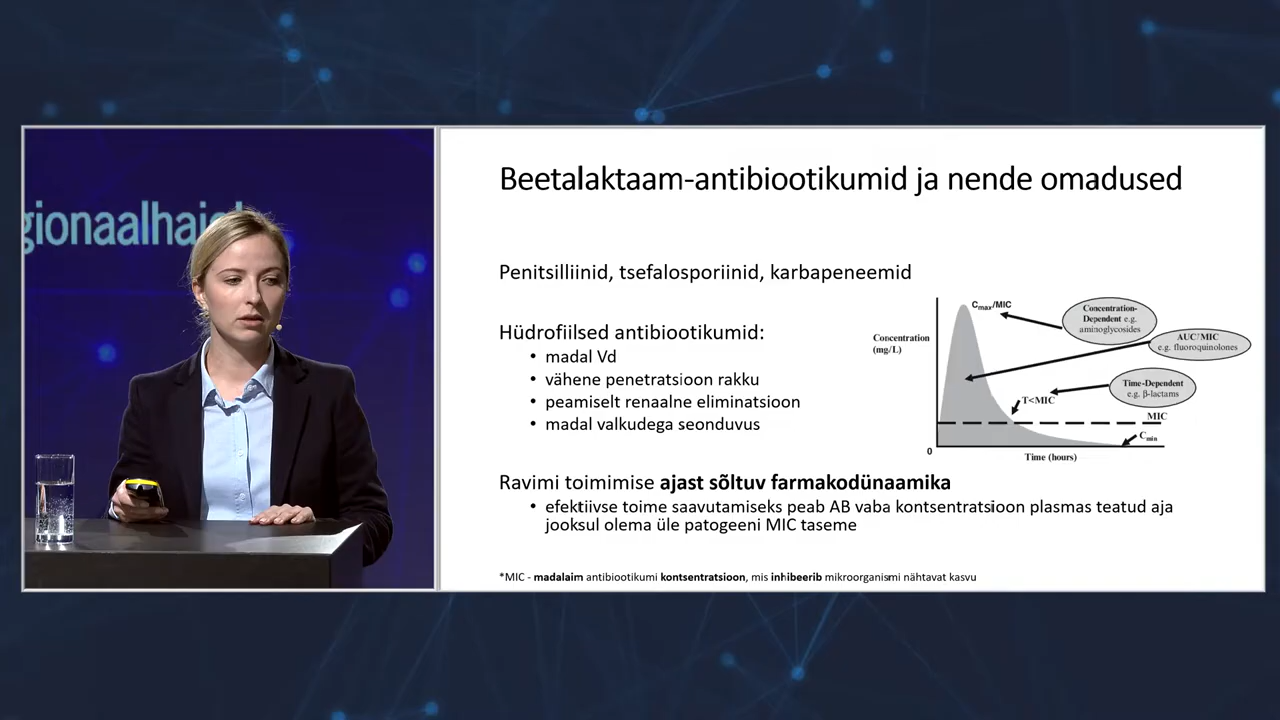 gionaalhai
Beetalaktaam-antibiootikumid ja nende omadused
Penitsilliinid, tsefalosporiinid, karbapeneemid
Hüdrofiilsed antibiootikumid:
• madal Vd
• vähene penetratsioon rakku
• peamiselt renaalne eliminatsioon
• madal valkudega seonduvus
Concentration
(mg/L)
Cmax/MIC
Concentration-
Dependent e.g.
aminoglycosides
AUC/MIC
e.g. fluoroquinolones
Time-Dependent
e.g. β-lactams
T<MIC
MIC
Cmin
0
Time (hours)
Ravimi toimimise ajast sõltuv farmakodünaamika
• efektiivse toime saavutamiseks peab AB vaba kontsentratsioon plasmas teatud aja
jooksul olema üle patogeeni MIC taseme
*MIC - madalaim antibiootikumi kontsentratsioon, mis inhibeerib mikroorganismi nähtavat kasvu